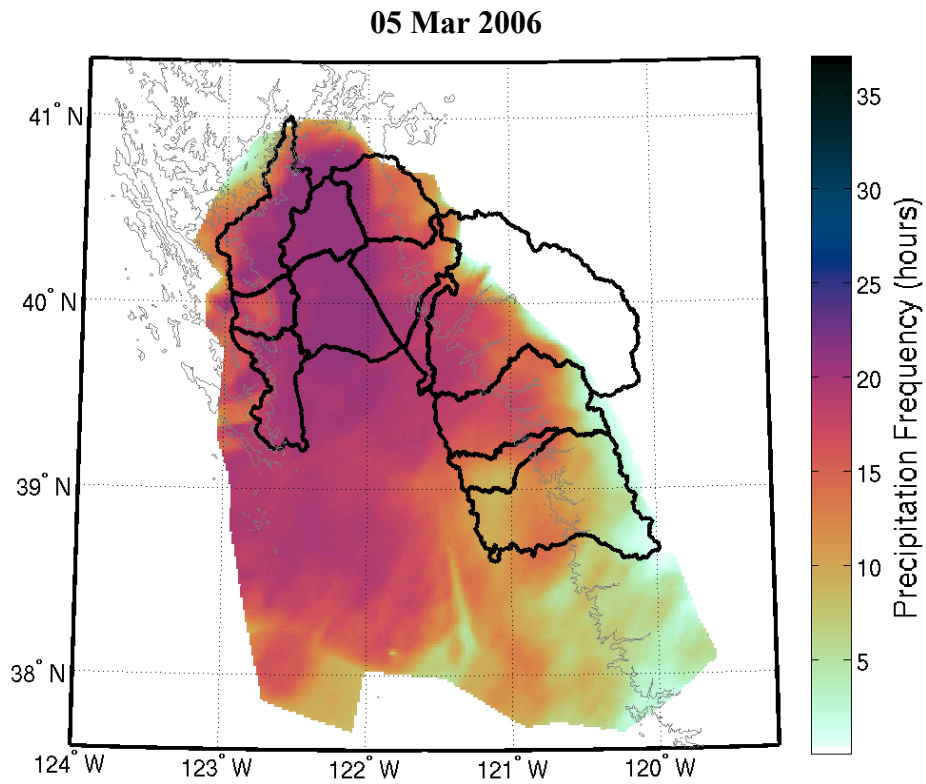 05 Mar 2006
41° N
40° N
39° N
38° N
124° W
123° W
122° W
121° W
120° W
35
30
25
20
15
10
5
Precipitation Frequency (hours)